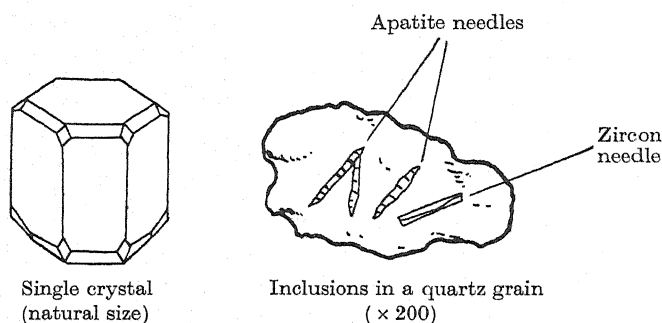 Apatite needles
Zircon
needle
Single crystal
(natural size)
Inclusions in a quartz grain
( × 200)